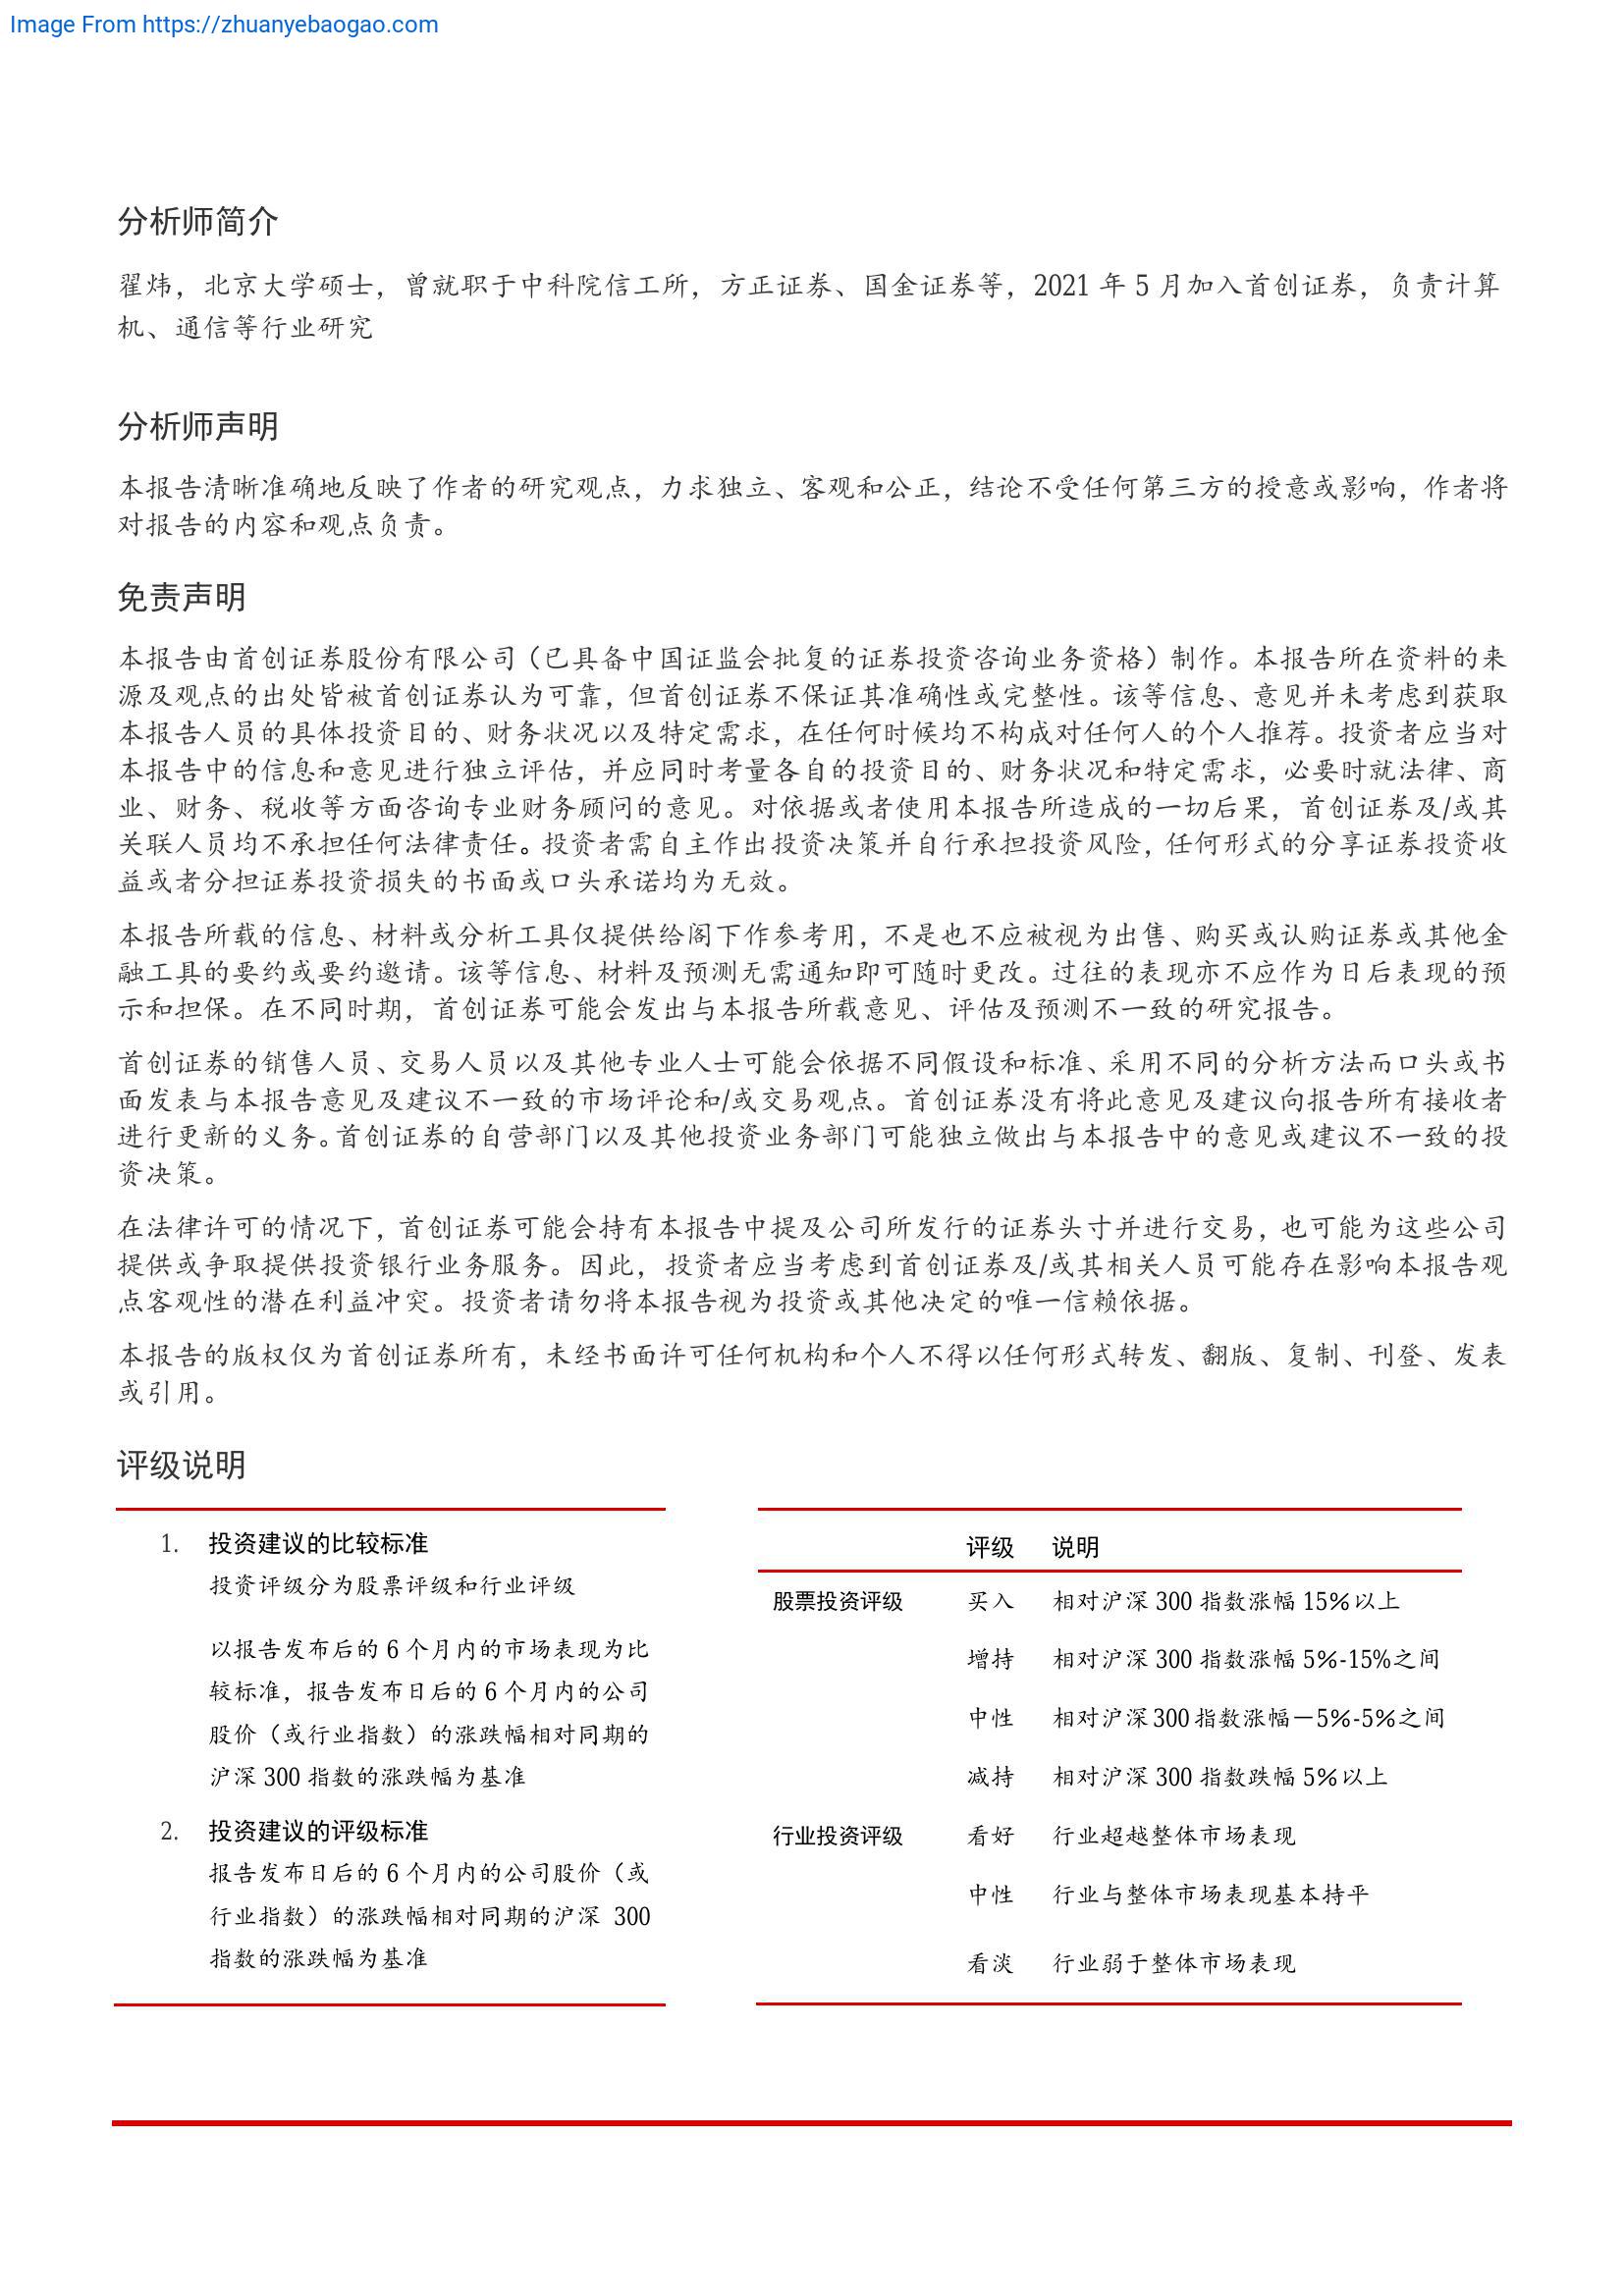 Image From https://zhuanyebaogao.com
分析师简介
翟炜，北京大学硕士，曾就职于中科院信工所，方正证券、国金证券等，2021 年 5 月加入首创证券，负责计算
机、通信等行业研究
分析师声明
本报告清晰准确地反映了作者的研究观点，力求独立、客观和公正，结论不受任何第三方的授意或影响，作者将
对报告的内容和观点负责。
免责声明
本报告由首创证券股份有限公司（已具备中国证监会批复的证券投资咨询业务资格）制作。本报告所在资料的来
源及观点的出处皆被首创证券认为可靠，但首创证券不保证其准确性或完整性。该等信息、意见并未考虑到获取
本报告人员的具体投资目的、财务状况以及特定需求，在任何时候均不构成对任何人的个人推荐。投资者应当对
本报告中的信息和意见进行独立评估，并应同时考量各自的投资目的、财务状况和特定需求，必要时就法律、商
业、财务、税收等方面咨询专业财务顾问的意见。对依据或者使用本报告所造成的一切后果，首创证券及/或其
关联人员均不承担任何法律责任。投资者需自主作出投资决策并自行承担投资风险，任何形式的分享证券投资收
益或者分担证券投资损失的书面或口头承诺均为无效。
本报告所载的信息、材料或分析工具仅提供给阁下作参考用，不是也不应被视为出售、购买或认购证券或其他金
融工具的要约或要约邀请。该等信息、材料及预测无需通知即可随时更改。过往的表现亦不应作为日后表现的预
示和担保。在不同时期，首创证券可能会发出与本报告所载意见、评估及预测不一致的研究报告。
首创证券的销售人员、交易人员以及其他专业人士可能会依据不同假设和标准、采用不同的分析方法而口头或书
面发表与本报告意见及建议不一致的市场评论和/或交易观点。首创证券没有将此意见及建议向报告所有接收者
进行更新的义务。首创证券的自营部门以及其他投资业务部门可能独立做出与本报告中的意见或建议不一致的投
资决策。
在法律许可的情况下，首创证券可能会持有本报告中提及公司所发行的证券头寸并进行交易，也可能为这些公司
提供或争取提供投资银行业务服务。因此，投资者应当考虑到首创证券及/或其相关人员可能存在影响本报告观
点客观性的潜在利益冲突。投资者请勿将本报告视为投资或其他决定的唯一信赖依据。
本报告的版权仅为首创证券所有，未经书面许可任何机构和个人不得以任何形式转发、翻版、复制、刊登、发表
或引用。
评级说明
1. 投资建议的比较标准
投资评级分为股票评级和行业评级
以报告发布后的 6 个月内的市场表现为比
较标准，报告发布日后的 6 个月内的公司
股价（或行业指数）的涨跌幅相对同期的
沪深 300 指数的涨跌幅为基准
2. 投资建议的评级标准
报告发布日后的 6 个月内的公司股价（或
行业指数）的涨跌幅相对同期的沪深 300
指数的涨跌幅为基准
评级 说明
股票投资评级 买入 相对沪深 300 指数涨幅 15％以上
增持 相对沪深 300 指数涨幅 5％-15％之间
中性 相对沪深 300 指数涨幅－5％-5％之间
减持 相对沪深 300 指数跌幅 5％以上
行业投资评级 看好 行业超越整体市场表现
中性 行业与整体市场表现基本持平
看淡 行业弱于整体市场表现